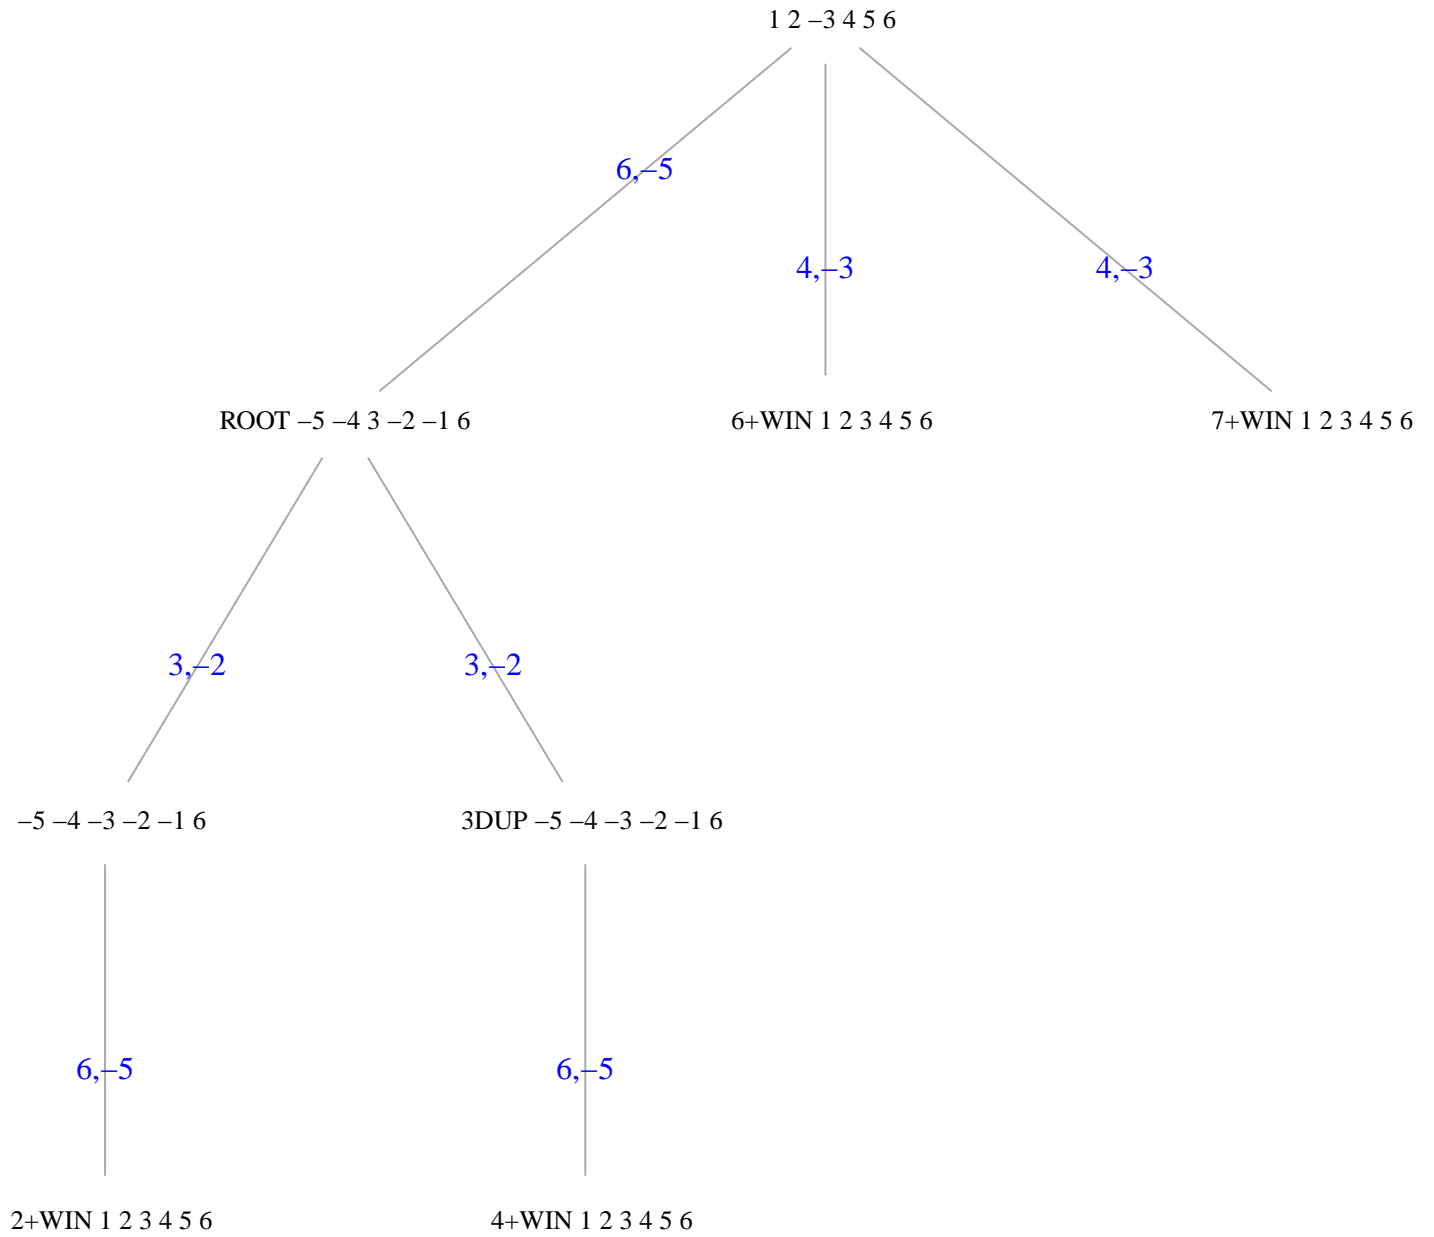 1 2 –3 4 5 6
6,–5
4,–3
4,–3
ROOT –5 –4 3 –2 –1 6
6+WIN 1 2 3 4 5 6
7+WIN 1 2 3 4 5 6
3,–2
3,–2
–5 –4 –3 –2 –1 6
3DUP –5 –4 –3 –2 –1 6
6,–5
6,–5
2+WIN 1 2 3 4 5 6
4+WIN 1 2 3 4 5 6